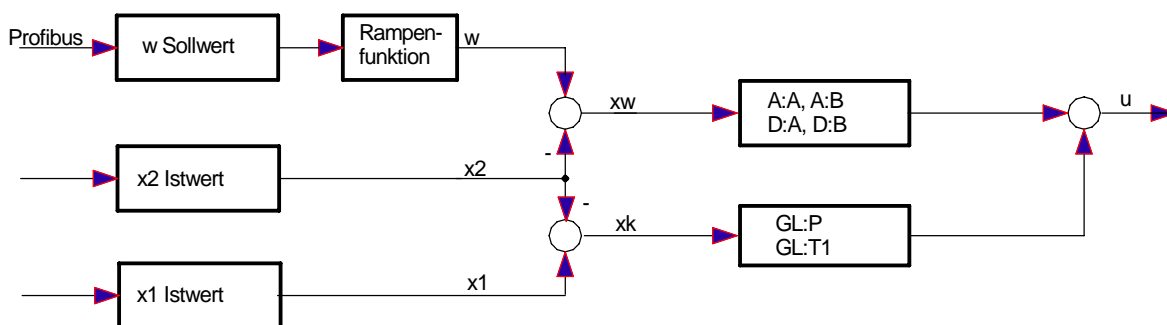 Profibus
w Sollwert
Rampen-
funktion
w
xw
A:A, A:B
D:A, D:B
u
-
x2 Istwert
x2
-
xk
GL:P
GL:T1
x1 Istwert
x1